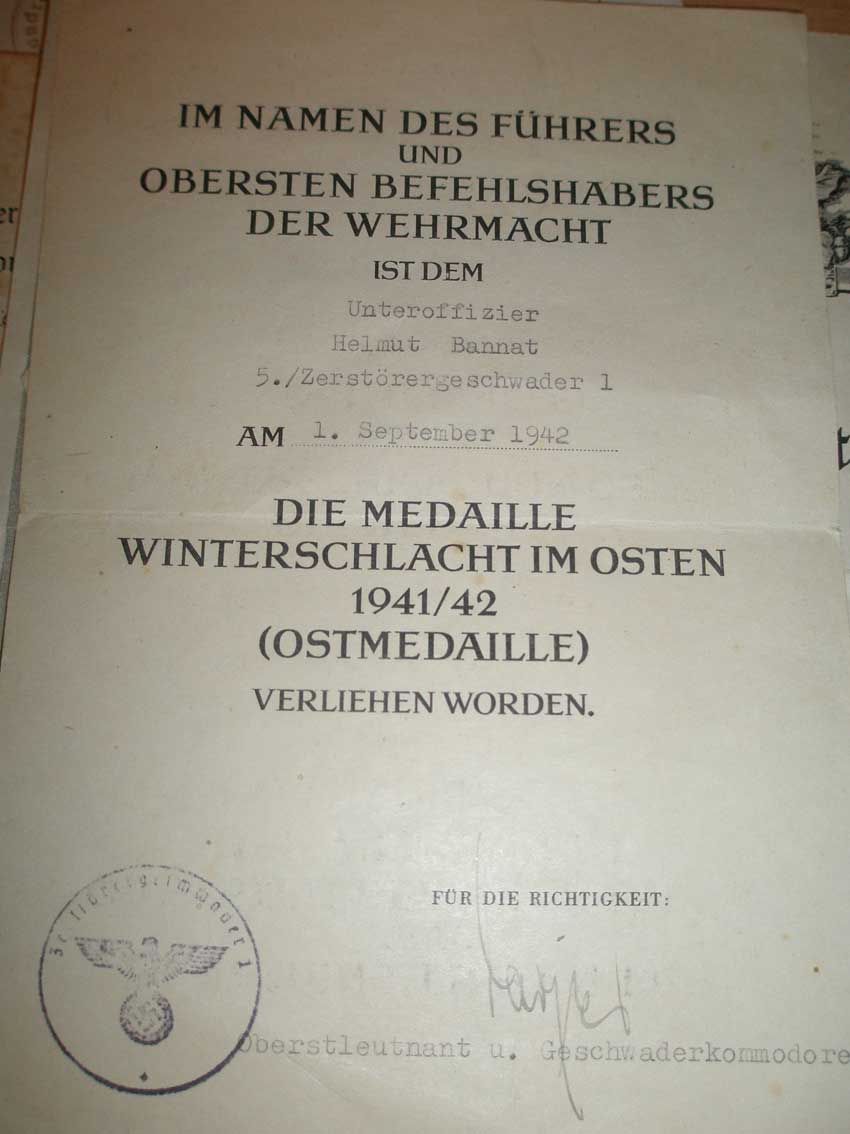 IM NAMEN DES FÜHRERS
UND
OBERSTEN BEFEHLSHABERS
DER WEHRMACHT
IST DEM
Unteroffizier
Helmut Bannat
5./Zerstörergeschwader 1
AM 1. September 1942
DIE MEDAILLE
WINTERSCHLACHT IM OSTEN
1941/42
(OSTMEDAILLE)
VERLIEHEN WORDEN.
FÜR DIE RICHTIGKEIT:
Oberstleutnant u. Geschwaderkommodore